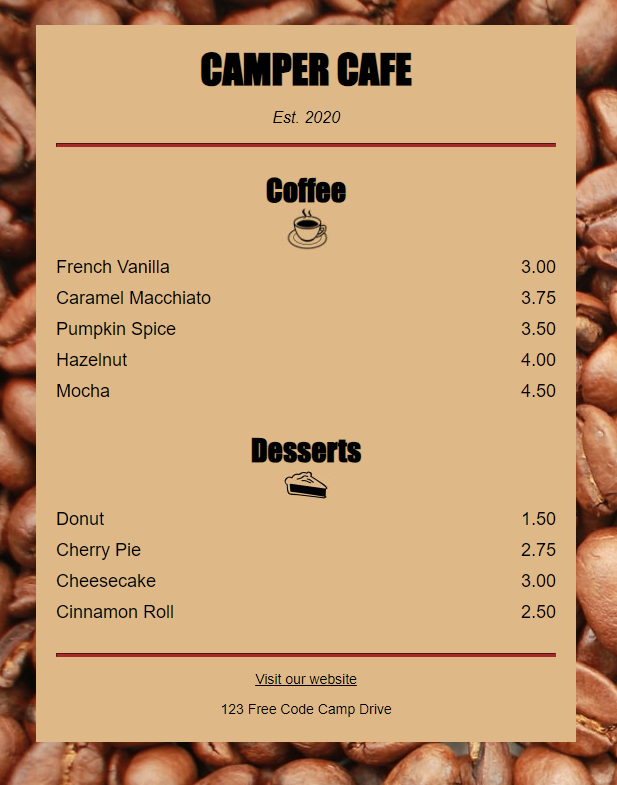 CAMPER CAFE
Est. 2020
Coffee
French Vanilla 3.00
Caramel Macchiato 3.75
Pumpkin Spice 3.50
Hazelnut 4.00
Mocha 4.50
Desserts
Donut 1.50
Cherry Pie 2.75
Cheesecake 3.00
Cinnamon Roll 2.50
Visit our website
123 Free Code Camp Drive